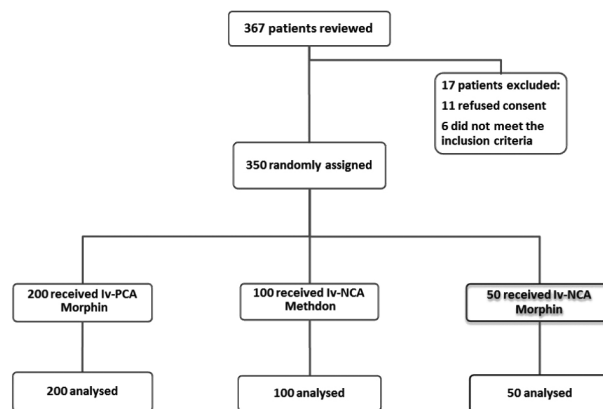 367 patients reviewed
17 patients excluded:
11 refused consent
6 did not meet the
inclusion criteria
350 randomly assigned
200 received Iv-PCA
Morphin
100 received Iv-NCA
Methdon
50 received Iv-NCA
Morphin
200 analysed
100 analysed
50 analysed